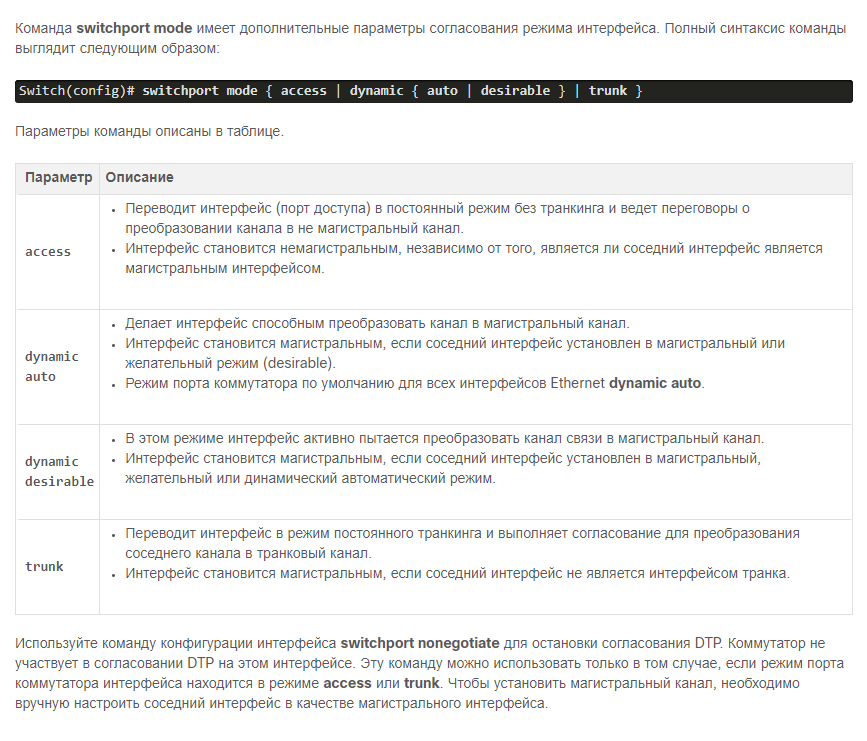 Команда switchport mode имеет дополнительные параметры согласования режима интерфейса. Полный синтаксис команды
выглядит следующим образом:
Switch(config)# switchport mode { access | dynamic { auto | desirable } | trunk }
Параметры команды описаны в таблице.
Параметр Описание
access
• Переводит интерфейс (порт доступа) в постоянный режим без транкинга и ведет переговоры о
преобразовании канала в не магистральный канал.
• Интерфейс становится немагистральным, независимо от того, является ли соседний интерфейс является
магистральным интерфейсом.
dynamic
auto
• Делает интерфейс способным преобразовать канал в магистральный канал.
• Интерфейс становится магистральным, если соседний интерфейс установлен в магистральный или
желательный режим (desirable).
• Режим порта коммутатора по умолчанию для всех интерфейсов Ethernet dynamic auto.
dynamic
desirable
• В этом режиме интерфейс активно пытается преобразовать канал связи в магистральный канал.
• Интерфейс становится магистральным, если соседний интерфейс установлен в магистральный,
желательный или динамический автоматический режим.
trunk
• Переводит интерфейс в режим постоянного транкинга и выполняет согласование для преобразования
соседнего канала в транковый канал.
• Интерфейс становится магистральным, если соседний интерфейс не является интерфейсом транка.
Используйте команду конфигурации интерфейса switchport nonegotiate для остановки согласования DTP. Коммутатор не
участвует в согласовании DTP на этом интерфейсе. Эту команду можно использовать только в том случае, если режим порта
коммутатора интерфейса находится в режиме access или trunk. Чтобы установить магистральный канал, необходимо
вручную настроить соседний интерфейс в качестве магистрального интерфейса.